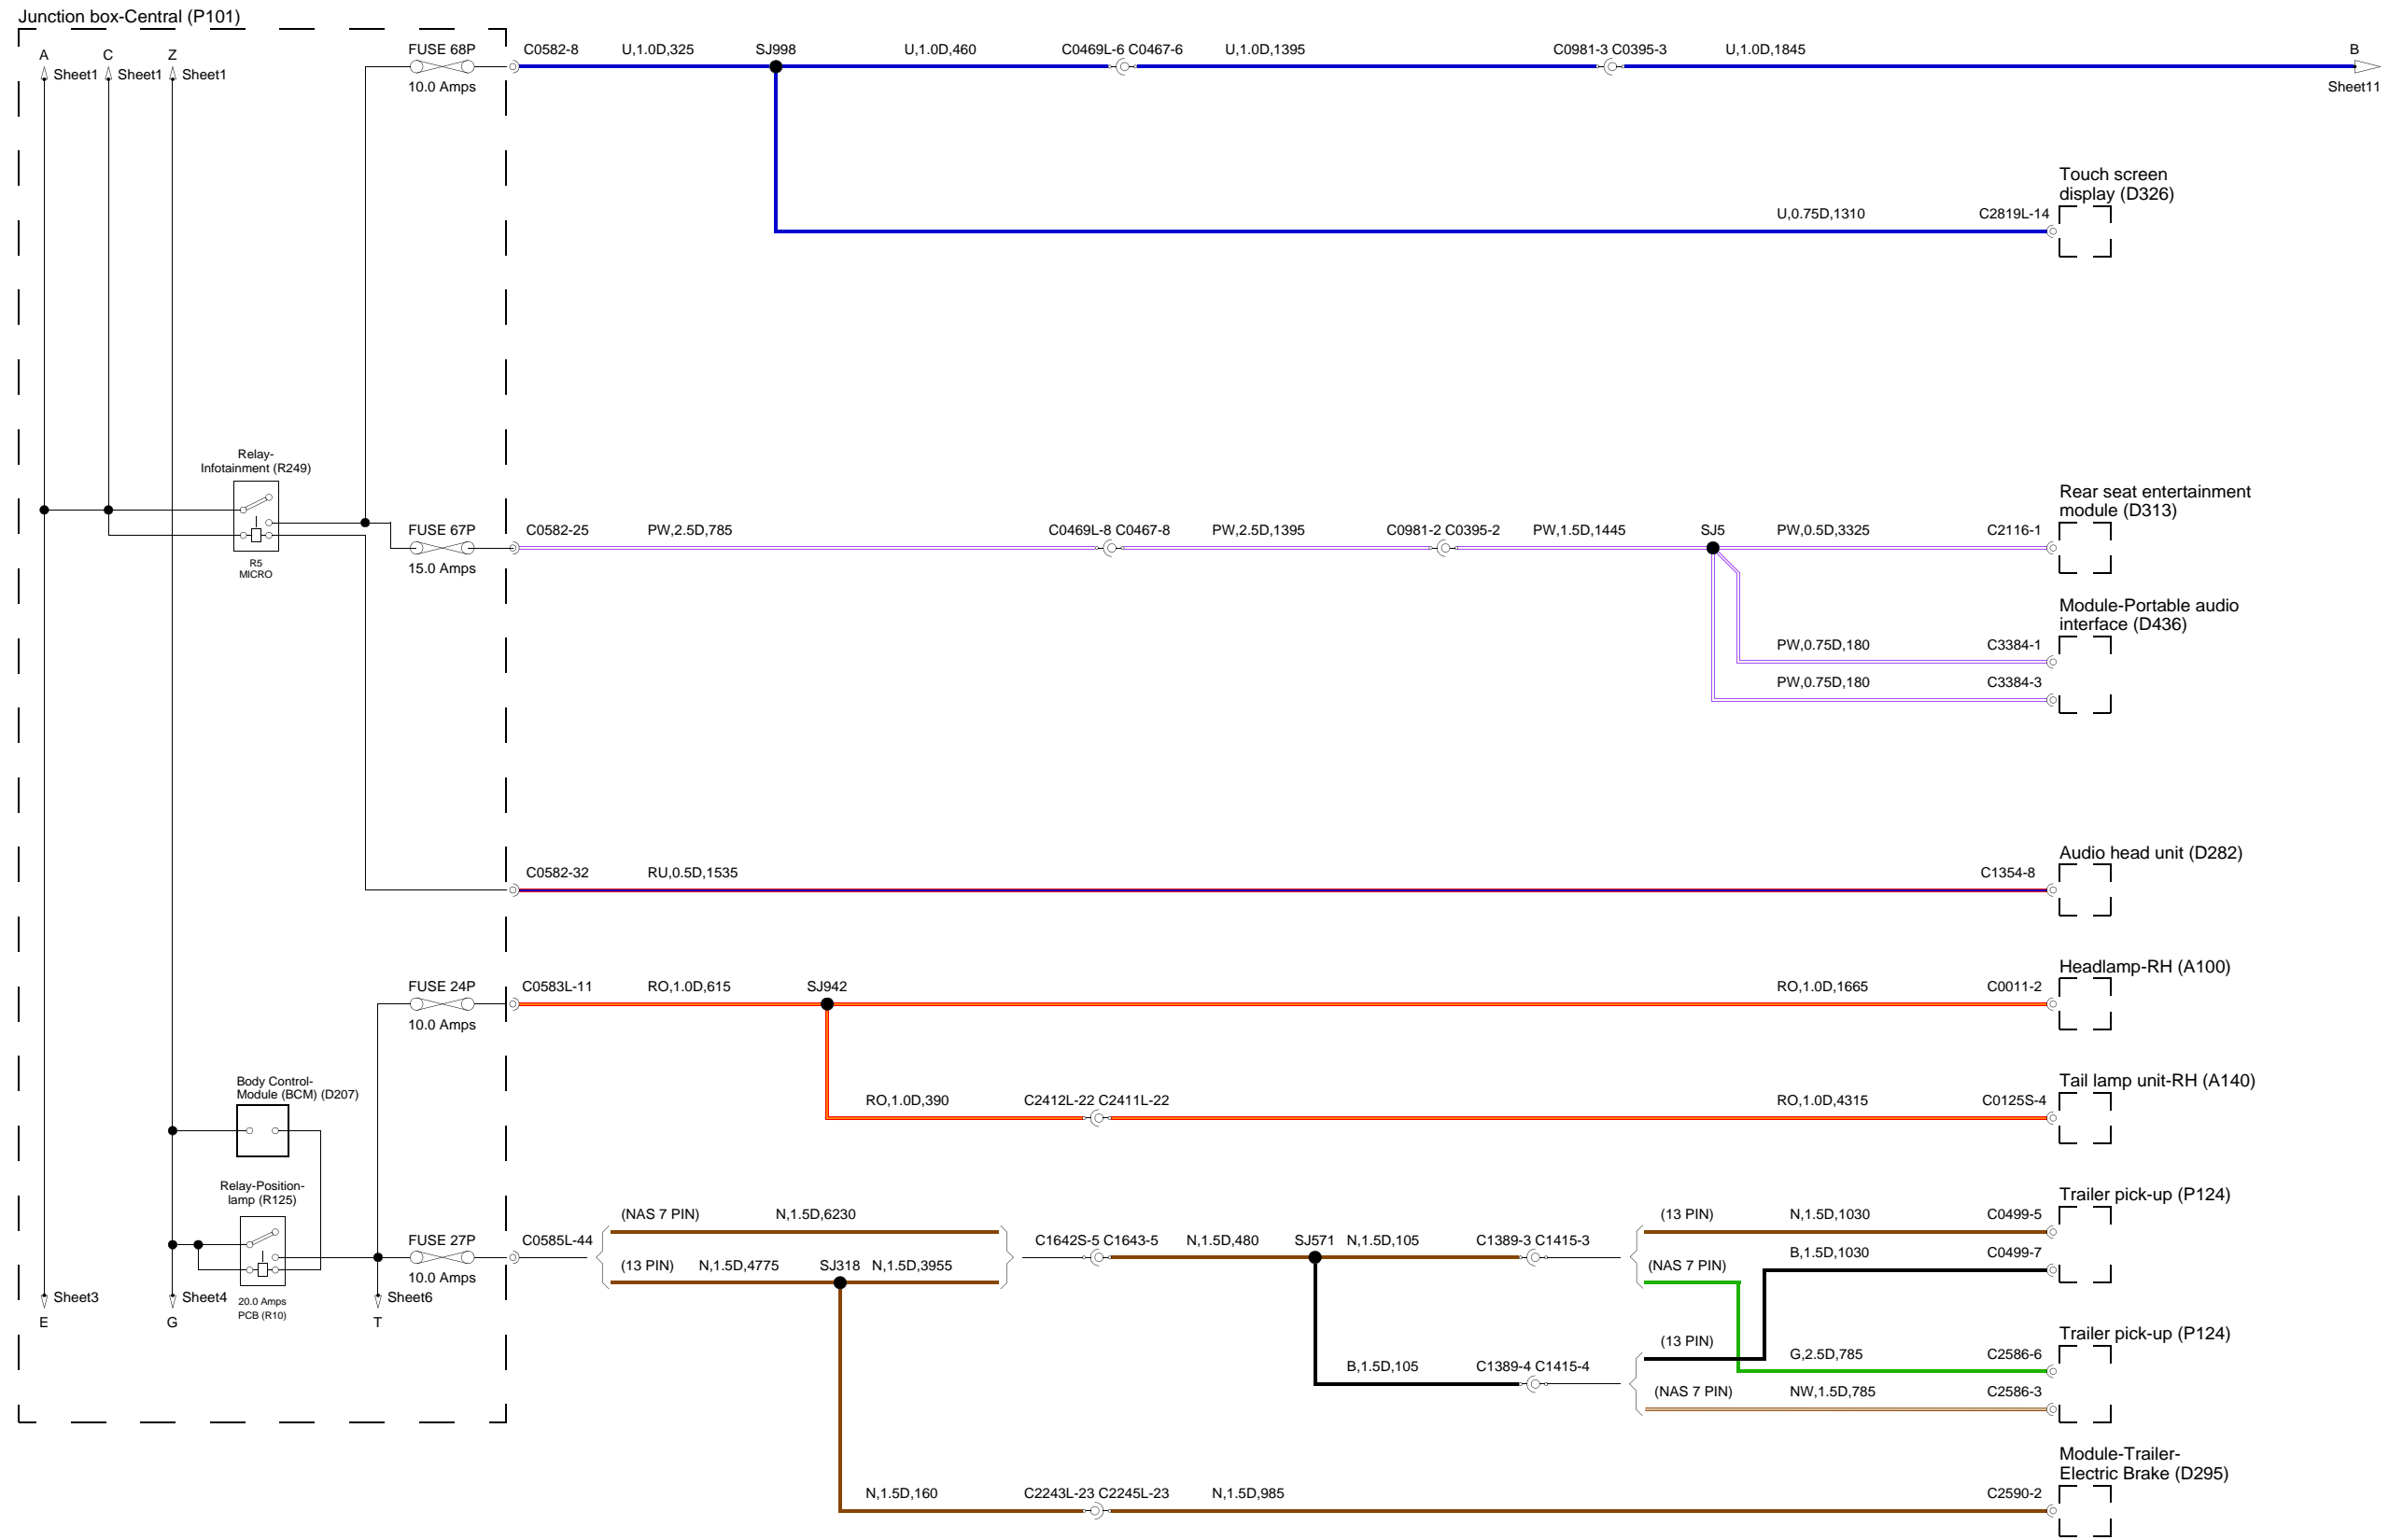 Junction box-Central (P101)
A
C
Z
Sheet1
Sheet1
Sheet1
FUSE 68P
10.0 Amps
C0582-8
U,1.0D,325
SJ998
U,1.0D,460
C0469L-6 C0467-6
U,1.0D,1395
C0981-3 C0395-3
U,1.0D,1845
B
Sheet11
Touch screen
display (D326)
U,0.75D,1310
C2819L-14
Relay-
Infotainment (R249)
R5
MICRO
FUSE 67P
15.0 Amps
C0582-25
PW,2.5D,785
C0469L-8 C0467-8
PW,2.5D,1395
C0981-2 C0395-2
PW,1.5D,1445
SJ5
PW,0.5D,3325
C2116-1
Rear seat entertainment
module (D313)
Module-Portable audio
interface (D436)
PW,0.75D,180
C3384-1
PW,0.75D,180
C3384-3
C0582-32
RU,0.5D,1535
C1354-8
Audio head unit (D282)
FUSE 24P
10.0 Amps
C0583L-11
RO,1.0D,615
SJ942
RO,1.0D,1665
C0011-2
Headlamp-RH (A100)
Body Control-
Module (BCM) (D207)
RO,1.0D,390
C2412L-22 C2411L-22
RO,1.0D,4315
C0125S-4
Tail lamp unit-RH (A140)
Relay-Position-
lamp (R125)
20.0 Amps
PCB (R10)
FUSE 27P
10.0 Amps
C0585L-44
(NAS 7 PIN)
N,1.5D,6230
(13 PIN)
N,1.5D,4775
SJ318
N,1.5D,3955
C1642S-5 C1643-5
N,1.5D,480
SJ571
N,1.5D,105
C1389-3 C1415-3
(13 PIN)
N,1.5D,1030
C0499-5
Trailer pick-up (P124)
B,1.5D,1030
C0499-7
(NAS 7 PIN)
Sheet3
E
Sheet4
G
Sheet6
T
Trailer pick-up (P124)
(13 PIN)
G,2.5D,785
C2586-6
B,1.5D,105
C1389-4 C1415-4
(NAS 7 PIN)
NW,1.5D,785
C2586-3
Module-Trailer-
Electric Brake (D295)
N,1.5D,160
C2243L-23 C2245L-23
N,1.5D,985
C2590-2